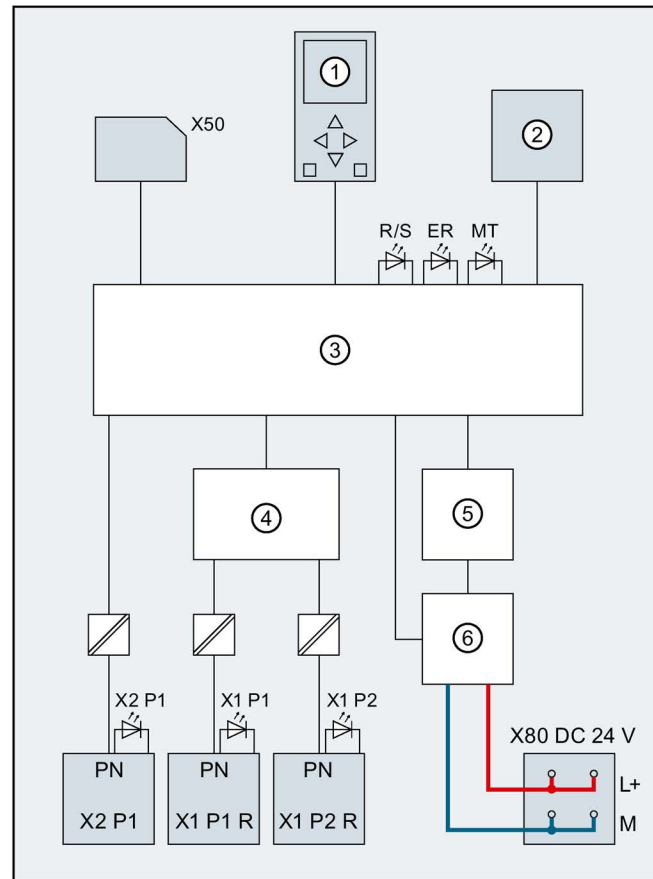 ①
X50
②
R/S ER MT
③
④
⑤
⑥
X2 P1 X1 P1 X1 P2
X80 DC 24 V
PN PN PN
L+
X2 P1 X1 P1 R X1 P2 R
M